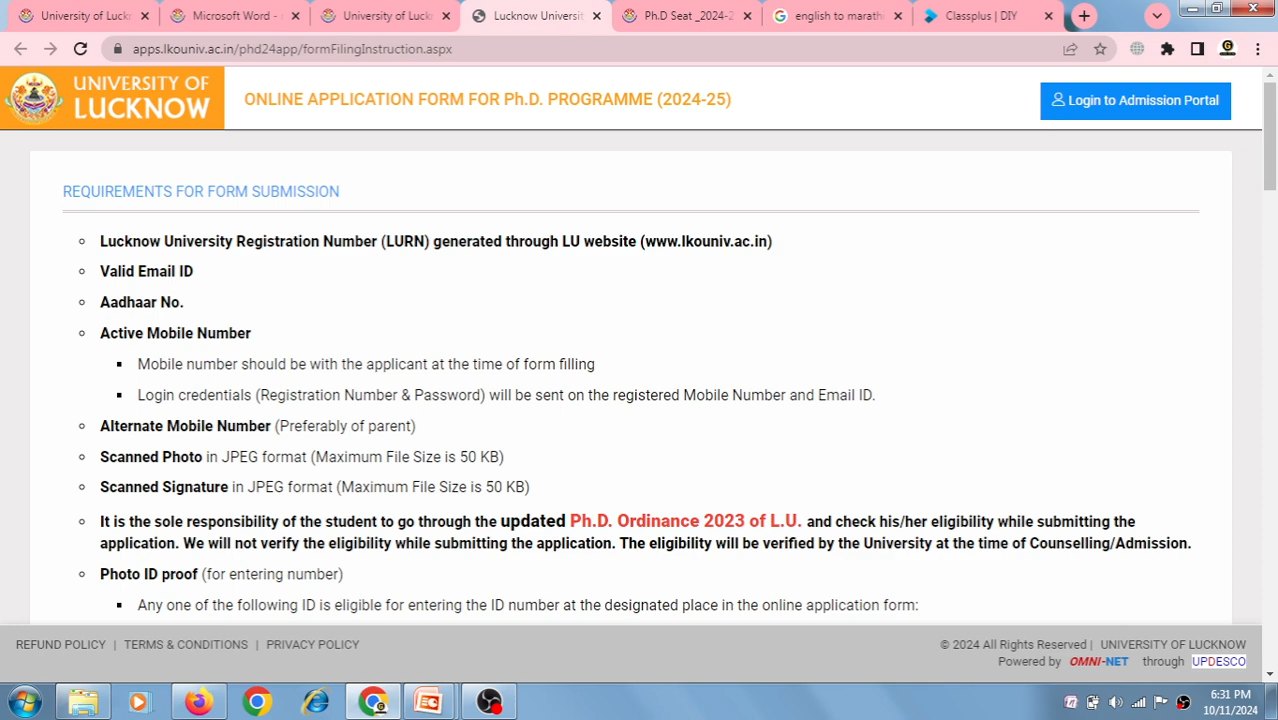 University of Luckn
Microsoft Word -
University of Luckn
Lucknow Universit
Ph.D Seat _2024-2
english to marath
Classplus | DIY
apps.lkouniv.ac.in/phd24app/formFilingInstruction.aspx
UNIVERSITY OF
LUCKNOW
ONLINE APPLICATION FORM FOR Ph.D. PROGRAMME (2024-25)
Login to Admission Portal
REQUIREMENTS FOR FORM SUBMISSION
Lucknow University Registration Number (LURN) generated through LU website (www.lkouniv.ac.in)
Valid Email ID
Aadhaar No.
Active Mobile Number
Mobile number should be with the applicant at the time of form filling
Login credentials (Registration Number & Password) will be sent on the registered Mobile Number and Email ID.
Alternate Mobile Number (Preferably of parent)
Scanned Photo in JPEG format (Maximum File Size is 50 KB)
Scanned Signature in JPEG format (Maximum File Size is 50 KB)
It is the sole responsibility of the student to go through the updated Ph.D. Ordinance 2023 of L.U. and check his/her eligibility while submitting the
application. We will not verify the eligibility while submitting the application. The eligibility will be verified by the University at the time of Counselling/Admission.
Photo ID proof (for entering number)
Any one of the following ID is eligible for entering the ID number at the designated place in the online application form:
REFUND POLICY | TERMS & CONDITIONS | PRIVACY POLICY
© 2024 All Rights Reserved | UNIVERSITY OF LUCKNOW
Powered by OMNI-NET through UPDESCO
6:31 PM
10/11/2024